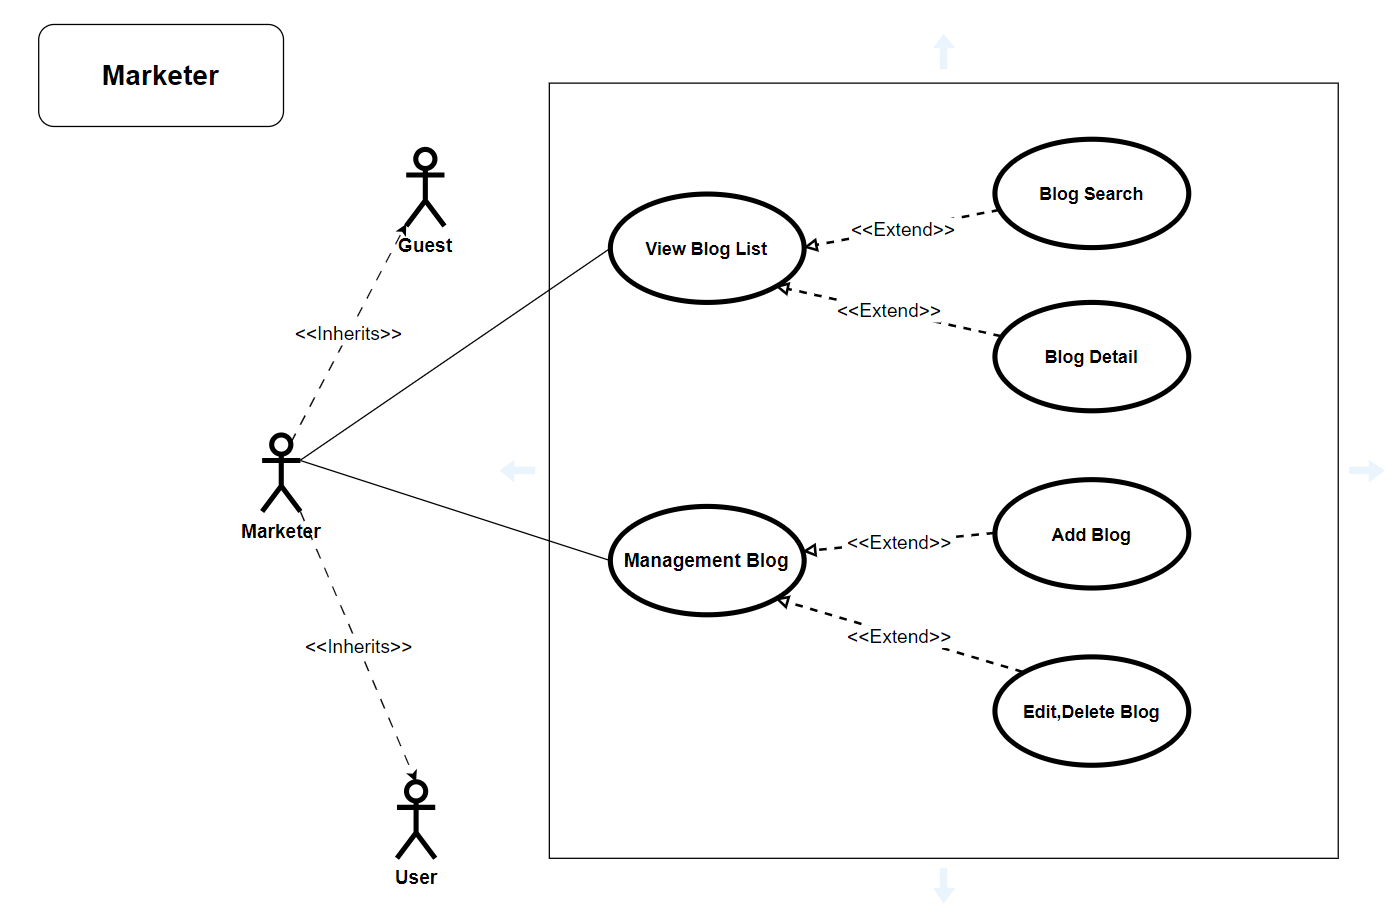 Marketer
Guest
<<Inherits>>
Marketer
<<Inherits>>
User
View Blog List
<<Extend>>
Blog Search
<<Extend>>
Blog Detail
Management Blog
<<Extend>>
Add Blog
<<Extend>>
Edit,Delete Blog